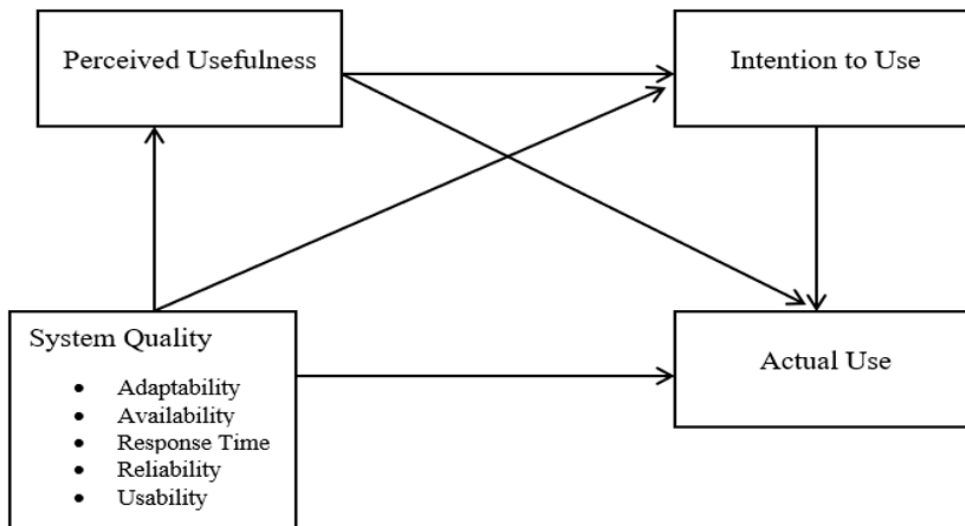 Perceived Usefulness
Intention to Use
System Quality
• Adaptability
• Availability
• Response Time
• Reliability
• Usability
Actual Use